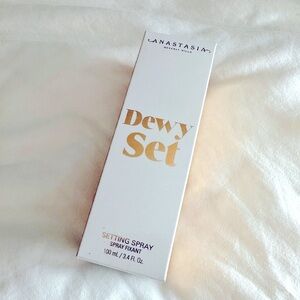 ANASTASIA
BEVERLY HILLS
Dewy
Set
SETTING SPRAY
SPRAY FIXANT
100 mL / 3.4 Fl. Oz.